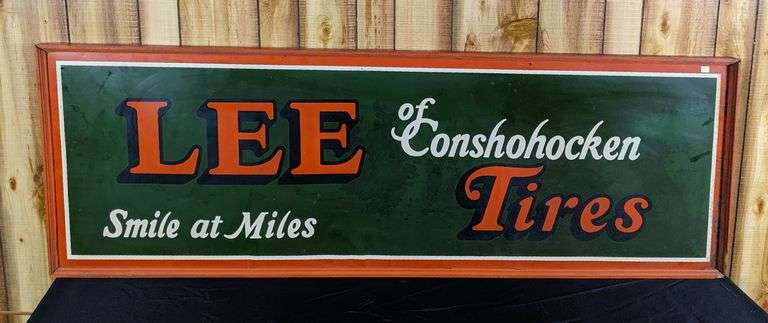 LEE
of
Conshohocken
Tires
Smile at Miles